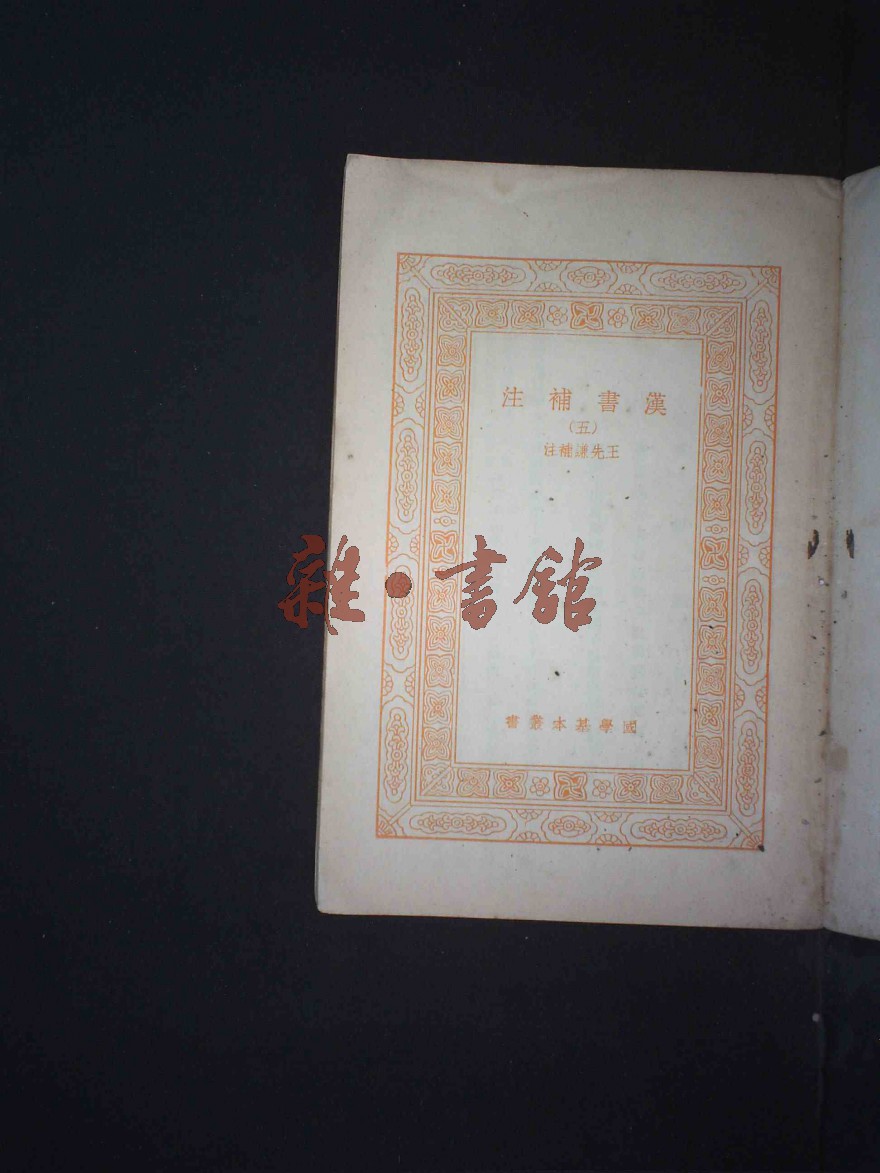 漢書補注
（五）
王先謙補注
雜·書館
國學基本叢書